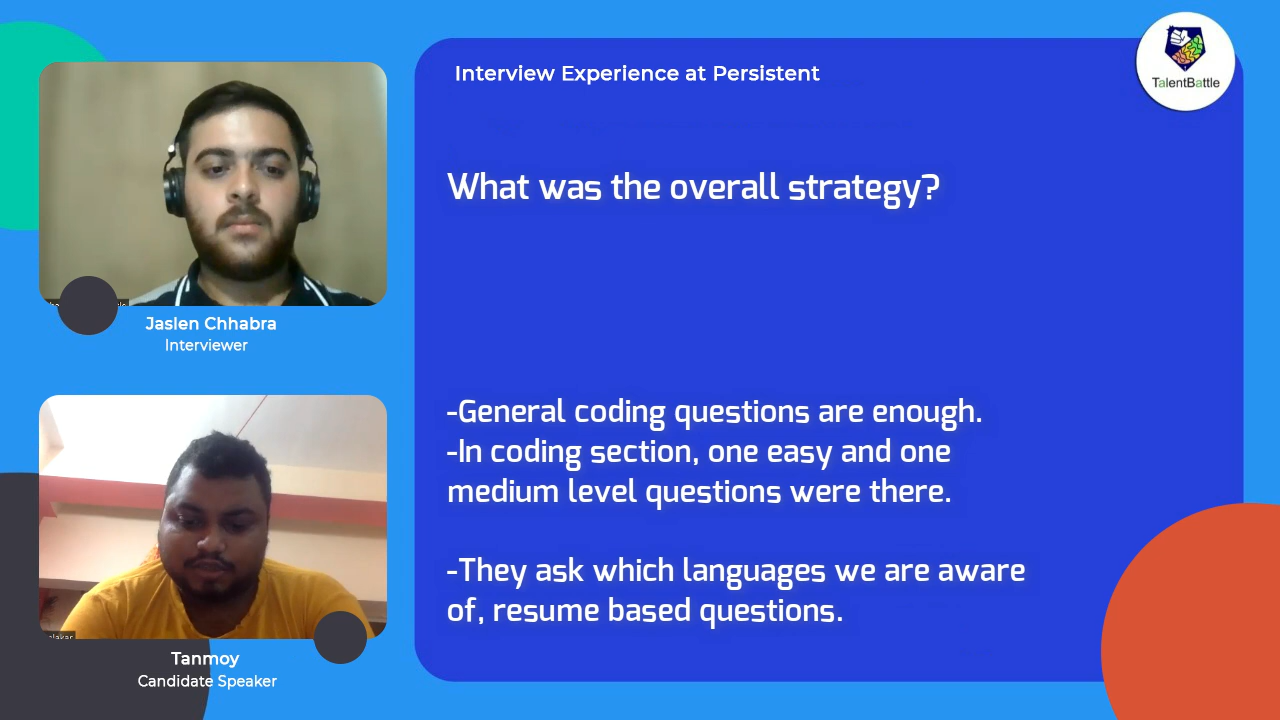 Interview Experience at Persistent
TalentBattle
What was the overall strategy?
-General coding questions are enough.
-In coding section, one easy and one
medium level questions were there.
-They ask which languages we are aware
of, resume based questions.
Jaslen Chhabra
Interviewer
Tanmoy
Candidate Speaker